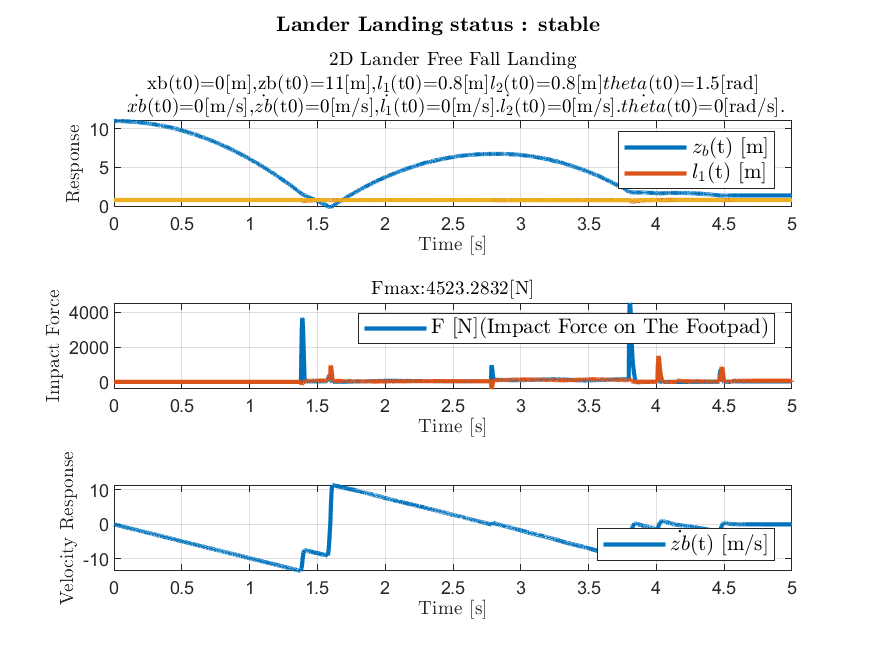 Lander Landing status : stable
2D Lander Free Fall Landing
xb(t0)=0[m],zb(t0)=11[m],l₁(t0)=0.8[m]l₂(t0)=0.8[m]theta(t0)=1.5[rad]
ẋb(t0)=0[m/s],żb(t0)=0[m/s],l̇₁(t0)=0[m/s].l̇₂(t0)=0[m/s].thėta(t0)=0[rad/s].
Response
10
5
0
z_b(t) [m]
l₁(t) [m]
0 0.5 1 1.5 2 2.5 3 3.5 4 4.5 5
Time [s]
Fmax:4523.2832[N]
Impact Force
4000
2000
0
F [N](Impact Force on The Footpad)
0 0.5 1 1.5 2 2.5 3 3.5 4 4.5 5
Time [s]
Velocity Response
10
0
-10
żb(t) [m/s]
0 0.5 1 1.5 2 2.5 3 3.5 4 4.5 5
Time [s]